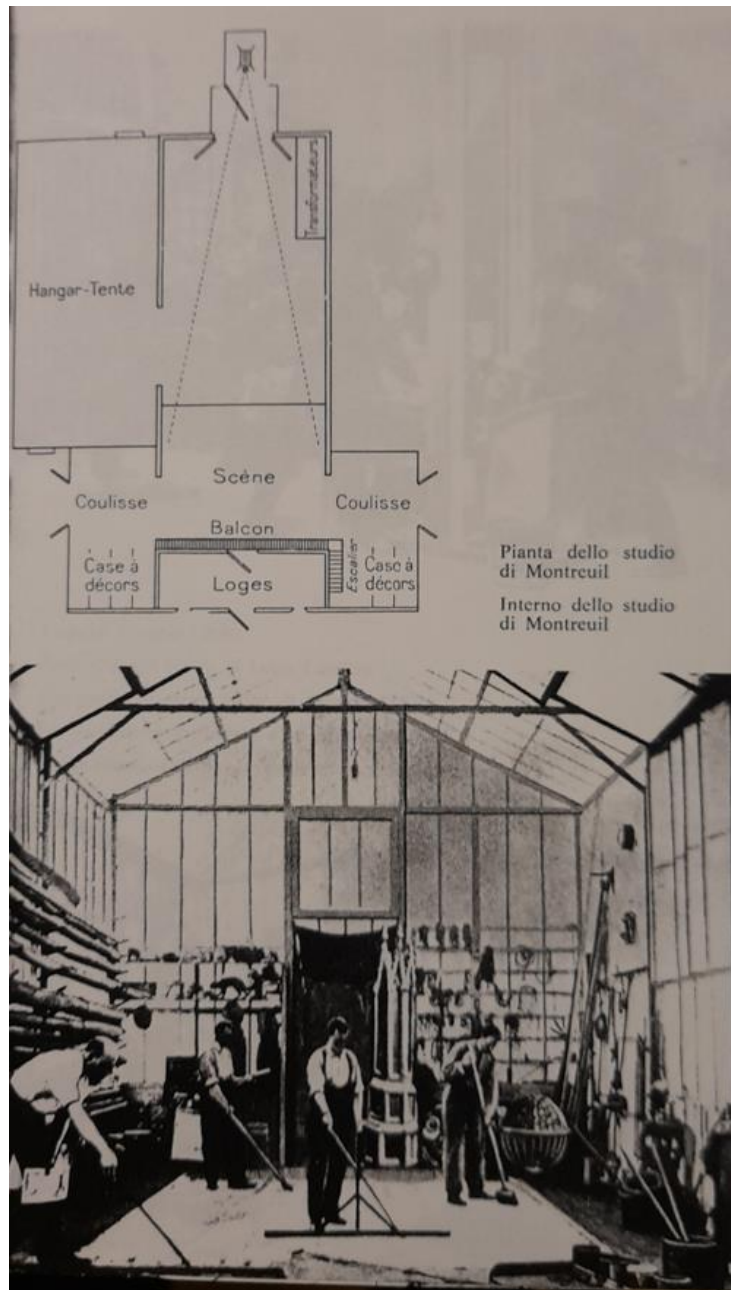 Transformateurs
Hangar-Tente
Scène
Coulisse
Coulisse
Balcon
Case à
décors
Loges
Escalier
Case à
décors
Pianta dello studio
di Montreuil
Interno dello studio
di Montreuil